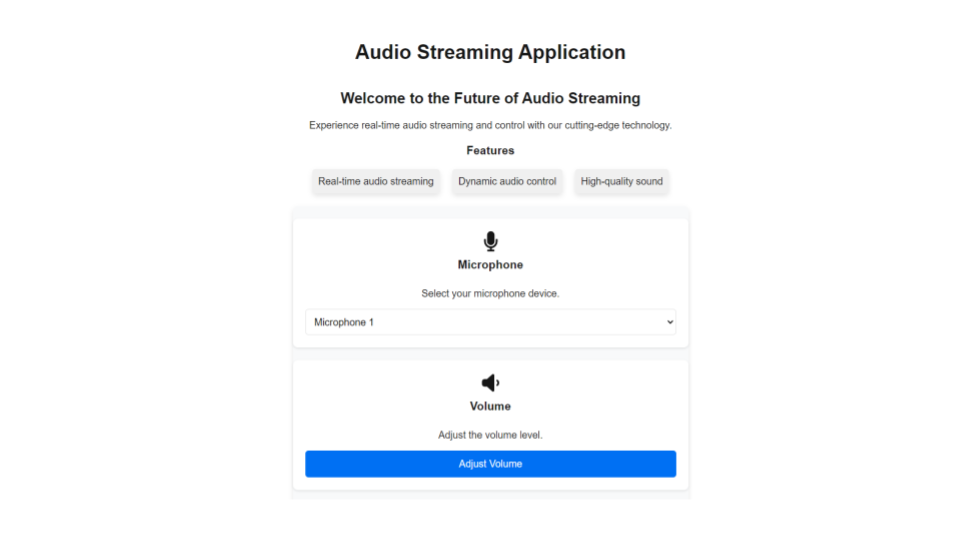 Audio Streaming Application
Welcome to the Future of Audio Streaming
Experience real-time audio streaming and control with our cutting-edge technology.
Features
Real-time audio streaming
Dynamic audio control
High-quality sound
Microphone
Select your microphone device.
Microphone 1
Volume
Adjust the volume level.
Adjust Volume